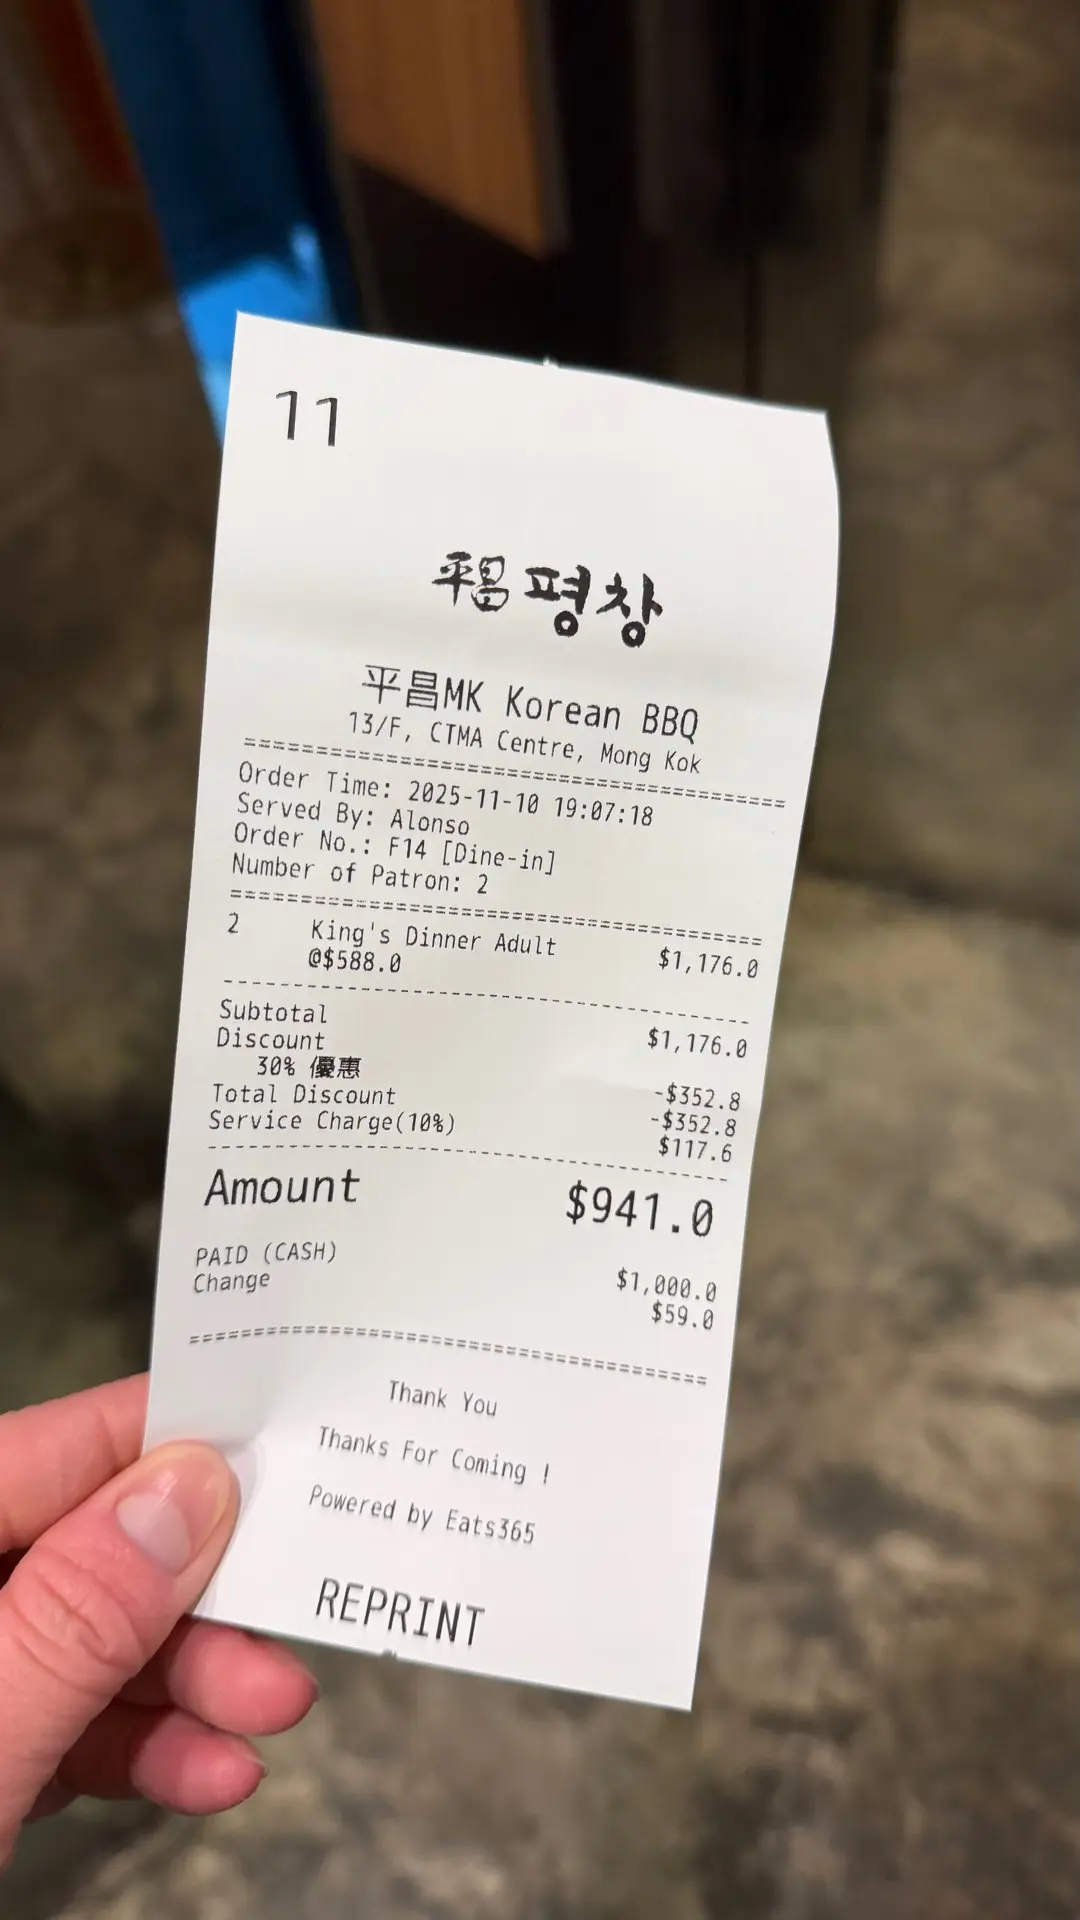 11
平昌 평창
平昌MK Korean BBQ
13/F, CTMA Centre, Mong Kok
========================================
Order Time: 2025-11-10 19:07:18
Served By: Alonso
Order No.: F14 [Dine-in]
Number of Patron: 2
========================================
2 King's Dinner Adult $1,176.0
@$588.0
----------------------------------------
Subtotal $1,176.0
Discount
30% 優惠 -$352.8
Total Discount -$352.8
Service Charge(10%) $117.6
----------------------------------------
Amount $941.0
PAID (CASH) $1,000.0
Change $59.0
========================================
Thank You
Thanks For Coming !
Powered by Eats365
REPRINT